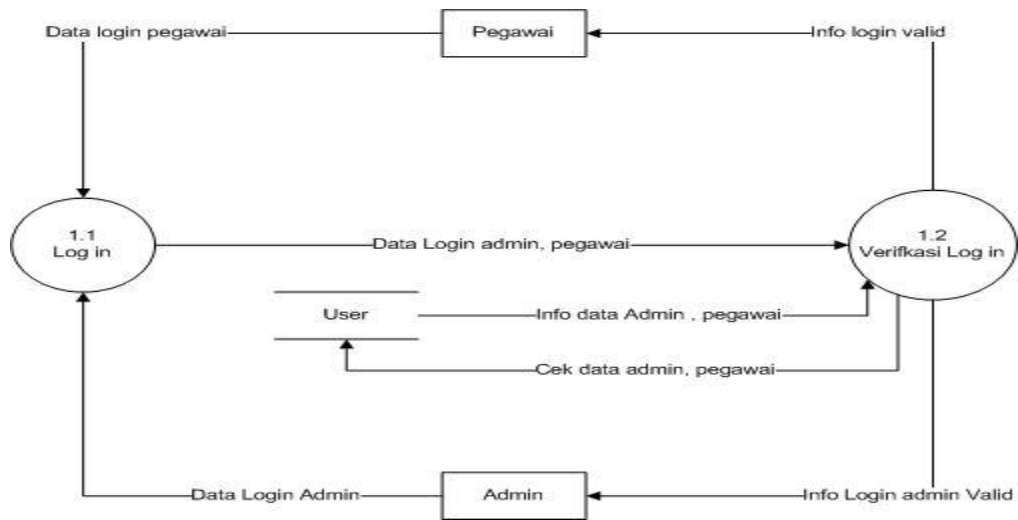 Data login pegawai
Pegawai
Info login valid
1.1
Log in
Data Login admin, pegawai
1.2
Verifkasi Log in
User
Info data Admin , pegawai
Cek data admin, pegawai
Data Login Admin
Admin
Info Login admin Valid